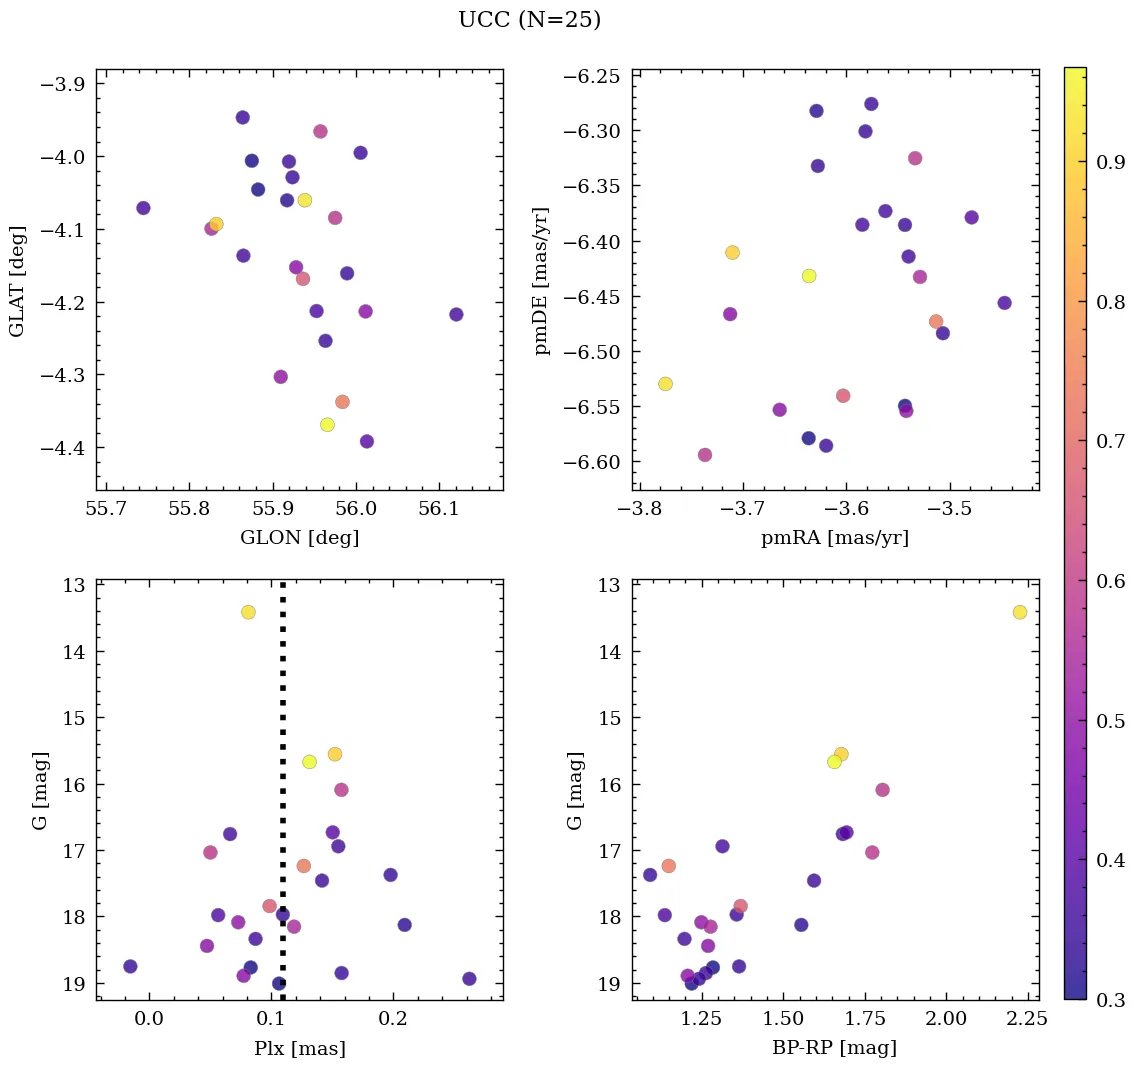 UCC (N=25)
−3.9
−4.0
−4.1
−4.2
−4.3
−4.4
GLAT [deg]
55.7 55.8 55.9 56.0 56.1
GLON [deg]
−6.25
−6.30
−6.35
−6.40
−6.45
−6.50
−6.55
−6.60
pmDE [mas/yr]
−3.8 −3.7 −3.6 −3.5
pmRA [mas/yr]
13
14
15
16
17
18
19
G [mag]
0.0 0.1 0.2
Plx [mas]
13
14
15
16
17
18
19
G [mag]
1.25 1.50 1.75 2.00 2.25
BP-RP [mag]
0.9
0.8
0.7
0.6
0.5
0.4
0.3